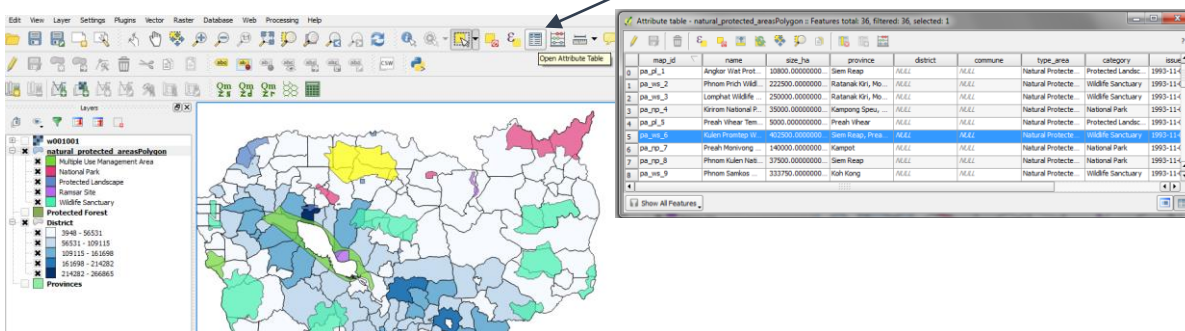 Edit View Layer Settings Plugins Vector Raster Database Web Processing Help
CSW
Open Attribute Table
Layers
w001001
natural_protected_areasPolygon
Multiple Use Management Area
National Park
Protected Landscape
Ramsar Site
Wildlife Sanctuary
Protected Forest
District
3948 - 56531
56531 - 109115
109115 - 161698
161698 - 214282
214282 - 266865
Provinces
Attribute table - natural_protected_areasPolygon :: Features total: 36, filtered: 36, selected: 1
map_id name size_ha province district commune type_area category issue
0 pa_pl_1 Angkor Wat Prot... 10800.00000000... Siem Reap NULL NULL Natural Protecte... Protected Landsc... 1993-11-
1 pa_ws_2 Phnom Prich Wildl... 222500.0000000... Ratanak Kiri, Mo... NULL NULL Natural Protecte... Wildlife Sanctuary 1993-11-
2 pa_ws_3 Lomphat Wildlife ... 250000.0000000... Ratanak Kiri, Mo... NULL NULL Natural Protecte... Wildlife Sanctuary 1993-11-
3 pa_np_4 Kirirom National P... 35000.00000000... Kampong Speu, ... NULL NULL Natural Protecte... National Park 1993-11-
4 pa_pl_5 Preah Vihear Tem... 5000.000000000... Preah Vihear NULL NULL Natural Protecte... Protected Landsc... 1993-11-
5 pa_ws_6 Kulen Promtep W... 402500.0000000... Siem Reap, Prea... NULL NULL Natural Protecte... Wildlife Sanctuary 1993-11-
6 pa_np_7 Preah Monivong ... 140000.0000000... Kampot NULL NULL Natural Protecte... National Park 1993-11-
7 pa_np_8 Phnom Kulen Nati... 37500.00000000... Siem Reap NULL NULL Natural Protecte... National Park 1993-11-
8 pa_ws_9 Phnom Samkos ... 333750.0000000... Koh Kong NULL NULL Natural Protecte... Wildlife Sanctuary 1993-11-
Show All Features